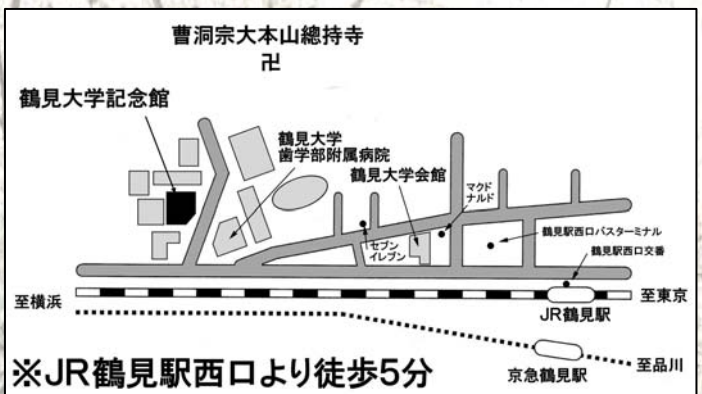 曹洞宗大本山總持寺
卍
鶴見大学記念館
鶴見大学
歯学部附属病院
鶴見大学会館
マクド
ナルド
セブン
イレブン
鶴見駅西口バスターミナル
鶴見駅西口交番
至横浜
至東京
JR鶴見駅
京急鶴見駅
至品川
※JR鶴見駅西口より徒歩5分